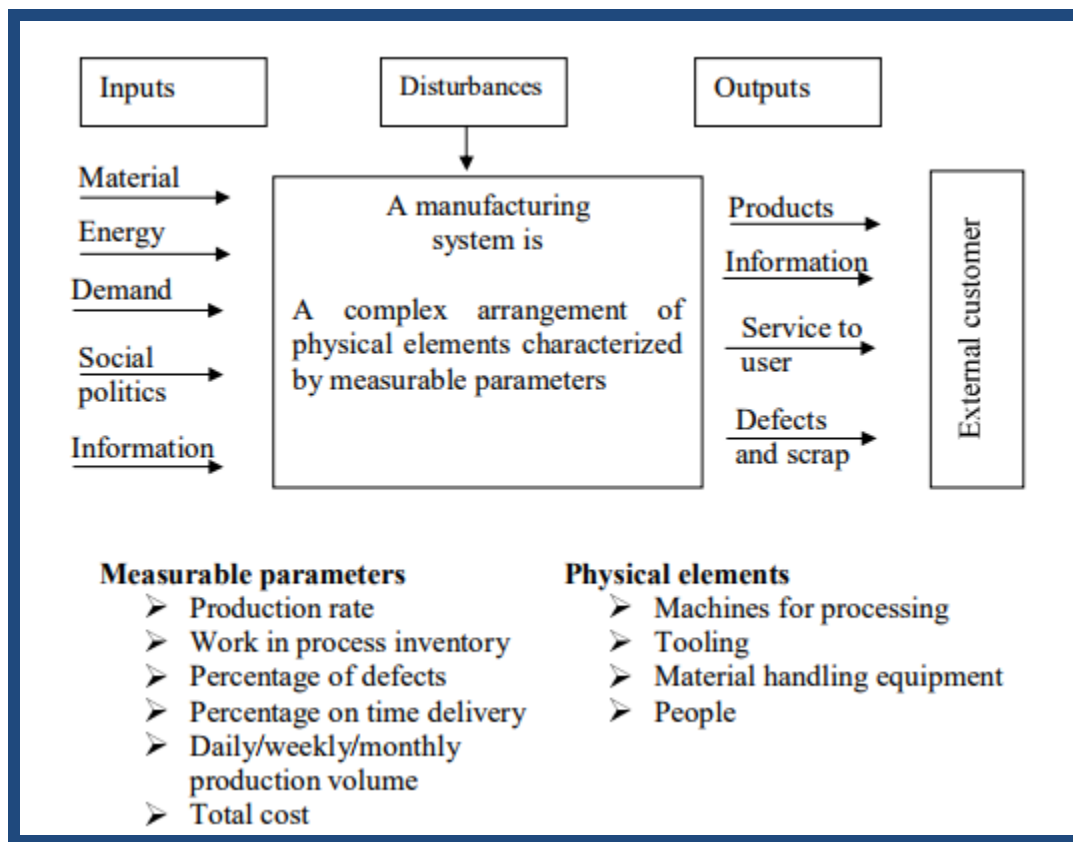 Inputs
Disturbances
Outputs
Material
Energy
Demand
Social
politics
Information
A manufacturing
system is
A complex arrangement of
physical elements characterized
by measurable parameters
Products
Information
Service to
user
Defects
and scrap
External customer
Measurable parameters
➢ Production rate
➢ Work in process inventory
➢ Percentage of defects
➢ Percentage on time delivery
➢ Daily/weekly/monthly
production volume
➢ Total cost
Physical elements
➢ Machines for processing
➢ Tooling
➢ Material handling equipment
➢ People